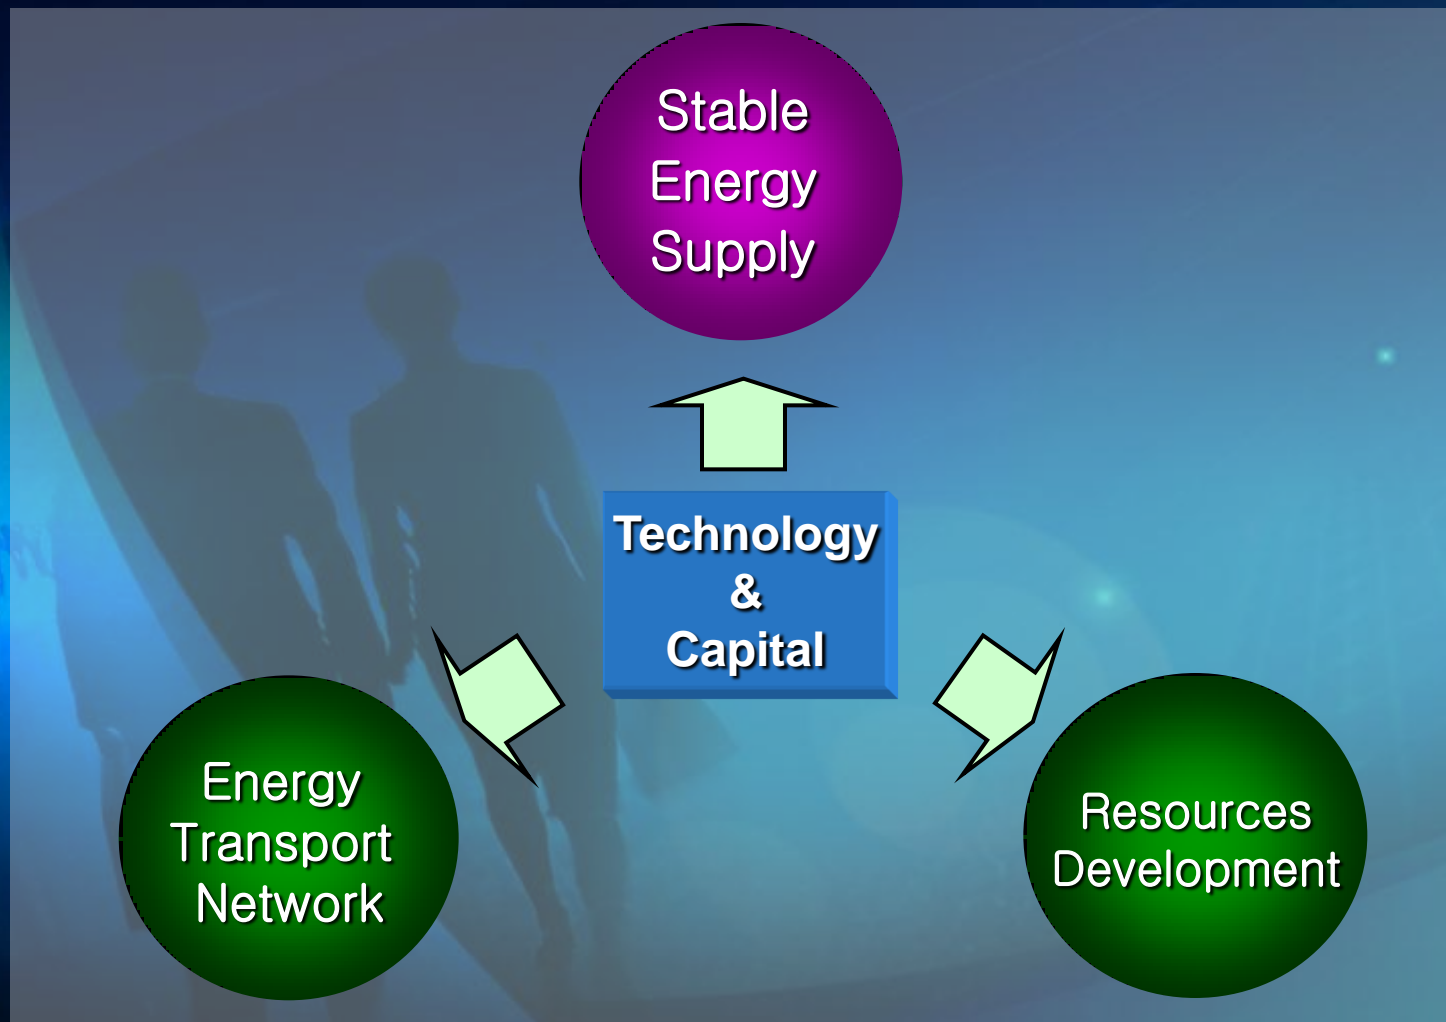 Stable
Energy
Supply
Technology
&
Capital
Energy
Transport
Network
Resources
Development